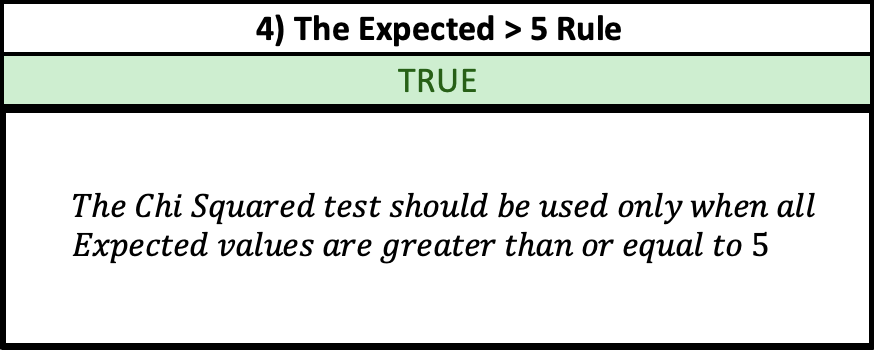 4) The Expected > 5 Rule
TRUE
The Chi Squared test should be used only when all
Expected values are greater than or equal to 5